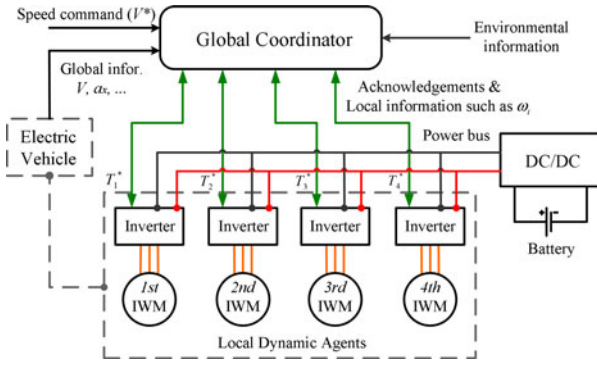 Speed command (V*)
Global Coordinator
Environmental
information
Global infor.
V, aₓ, ...
Acknowledgements &
Local information such as ωᵢ
Electric
Vehicle
Power bus
DC/DC
T₁*
T₂*
T₃*
T₄*
Inverter
Inverter
Inverter
Inverter
Battery
1st
IWM
2nd
IWM
3rd
IWM
4th
IWM
Local Dynamic Agents